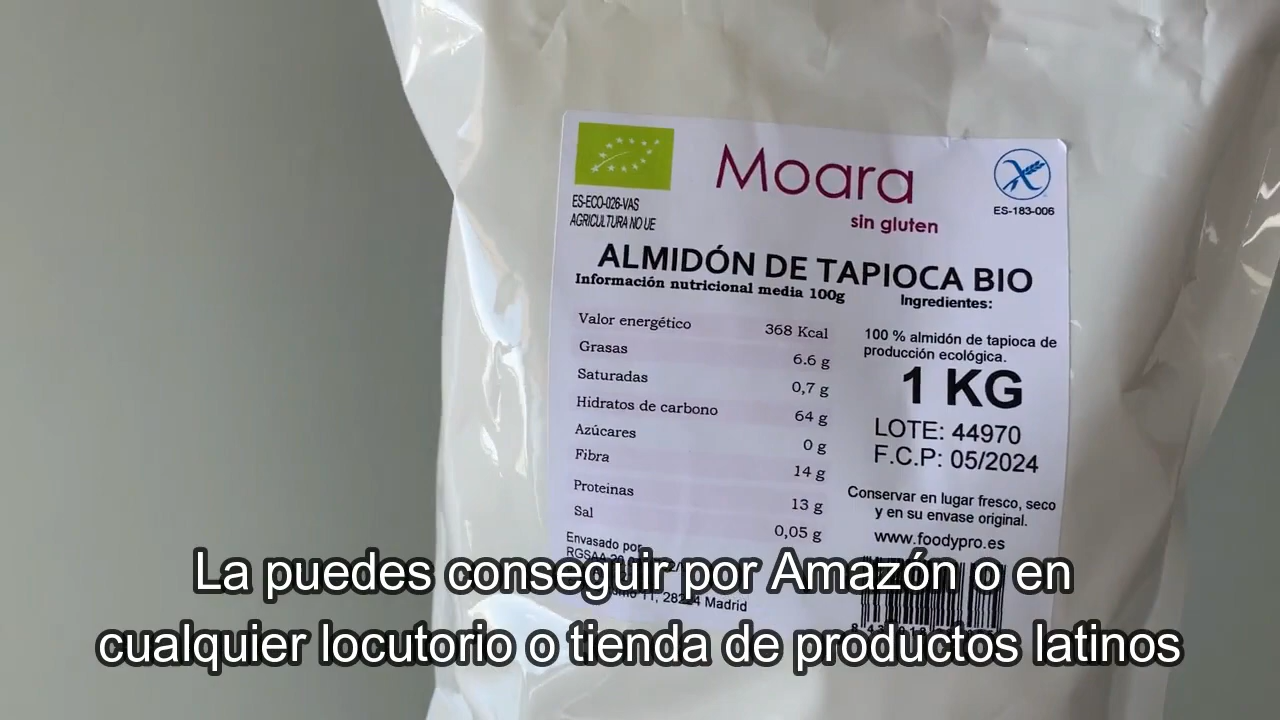 ES-ECO-026-VAS
AGRICULTURA NO UE
Moara
sin gluten
ES-183-006
ALMIDÓN DE TAPIOCA BIO
Información nutricional media 100g
Valor energético 368 Kcal
Grasas 6.6 g
Saturadas 0,7 g
Hidratos de carbono 64 g
Azúcares 0 g
Fibra 14 g
Proteinas 13 g
Sal 0,05 g
Envasado por
Madrid
Ingredientes:
100 % almidón de tapioca de
producción ecológica.
1 KG
LOTE: 44970
F.C.P: 05/2024
Conservar en lugar fresco, seco
y en su envase original.
www.foodypro.es
La puedes conseguir por Amazón o en
cualquier locutorio o tienda de productos latinos